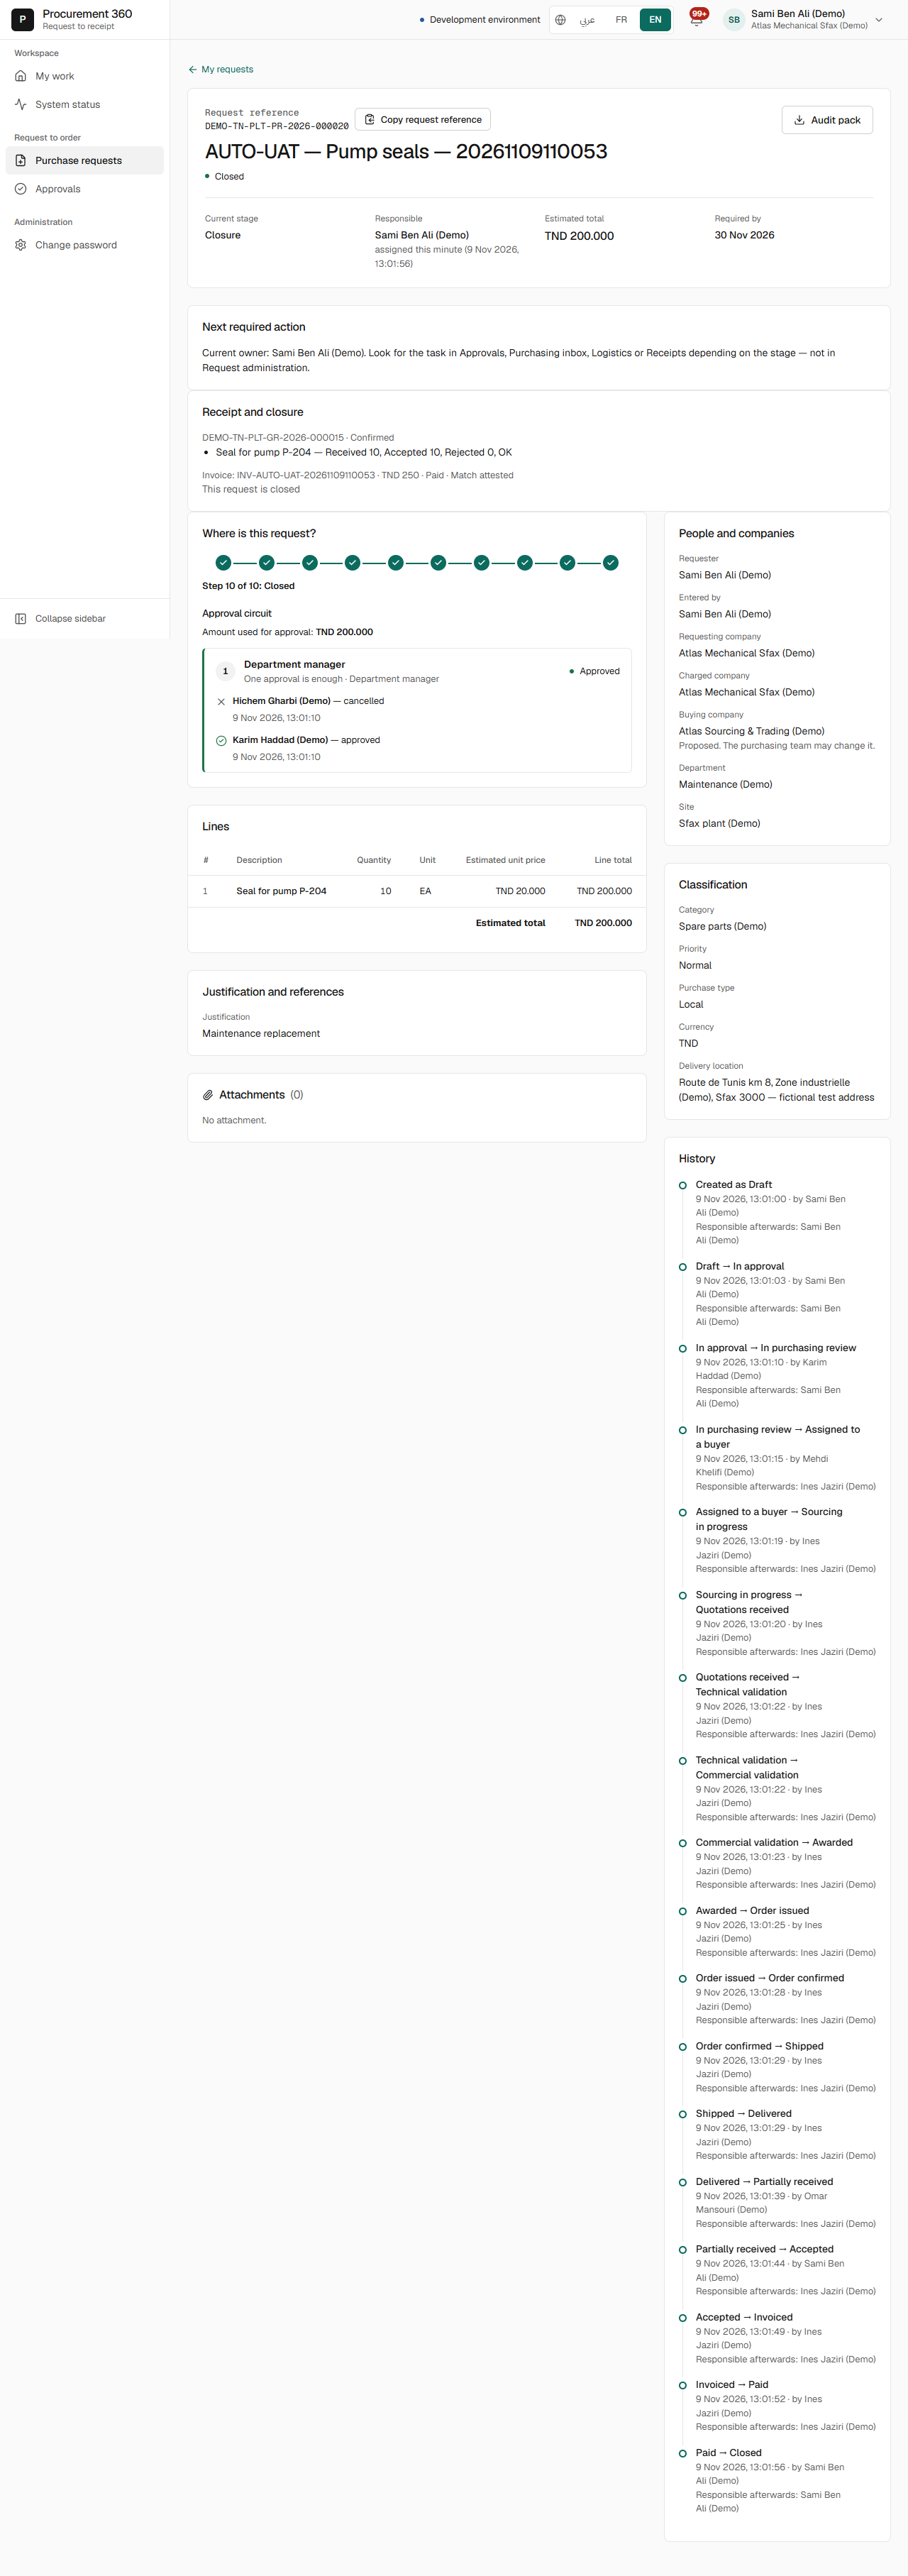 P
Procurement 360
Request to receipt
Development environment
عربي
FR
EN
99+
SB
Sami Ben Ali (Demo)
Atlas Mechanical Sfax (Demo)
Workspace
My work
System status
Request to order
Purchase requests
Approvals
Administration
Change password
Collapse sidebar
← My requests
Request reference
DEMO-TN-PLT-PR-2026-000020
Copy request reference
Audit pack
AUTO-UAT — Pump seals — 20261109110053
Closed
Current stage
Closure
Responsible
Sami Ben Ali (Demo)
assigned this minute (9 Nov 2026,
13:01:56)
Estimated total
TND 200.000
Required by
30 Nov 2026
Next required action
Current owner: Sami Ben Ali (Demo). Look for the task in Approvals, Purchasing inbox, Logistics or Receipts depending on the stage — not in
Request administration.
Receipt and closure
DEMO-TN-PLT-GR-2026-000015 · Confirmed
• Seal for pump P-204 — Received 10, Accepted 10, Rejected 0, OK
Invoice: INV-AUTO-UAT-20261109110053 · TND 250 · Paid · Match attested
This request is closed
Where is this request?
Step 10 of 10: Closed
Approval circuit
Amount used for approval: TND 200.000
1
Department manager
One approval is enough · Department manager
Approved
Hichem Gharbi (Demo) — cancelled
9 Nov 2026, 13:01:10
Karim Haddad (Demo) — approved
9 Nov 2026, 13:01:10
Lines
# Description Quantity Unit Estimated unit price Line total
1 Seal for pump P-204 10 EA TND 20.000 TND 200.000
Estimated total TND 200.000
Justification and references
Justification
Maintenance replacement
Attachments (0)
No attachment.
People and companies
Requester
Sami Ben Ali (Demo)
Entered by
Sami Ben Ali (Demo)
Requesting company
Atlas Mechanical Sfax (Demo)
Charged company
Atlas Mechanical Sfax (Demo)
Buying company
Atlas Sourcing & Trading (Demo)
Proposed. The purchasing team may change it.
Department
Maintenance (Demo)
Site
Sfax plant (Demo)
Classification
Category
Spare parts (Demo)
Priority
Normal
Purchase type
Local
Currency
TND
Delivery location
Route de Tunis km 8, Zone industrielle
(Demo), Sfax 3000 — fictional test address
History
Created as Draft
9 Nov 2026, 13:01:00 · by Sami Ben
Ali (Demo)
Responsible afterwards: Sami Ben
Ali (Demo)
Draft → In approval
9 Nov 2026, 13:01:03 · by Sami Ben
Ali (Demo)
Responsible afterwards: Sami Ben
Ali (Demo)
In approval → In purchasing review
9 Nov 2026, 13:01:10 · by Karim
Haddad (Demo)
Responsible afterwards: Sami Ben
Ali (Demo)
In purchasing review → Assigned to
a buyer
9 Nov 2026, 13:01:15 · by Mehdi
Khelifi (Demo)
Responsible afterwards: Ines Jaziri (Demo)
Assigned to a buyer → Sourcing
in progress
9 Nov 2026, 13:01:19 · by Ines
Jaziri (Demo)
Responsible afterwards: Ines Jaziri (Demo)
Sourcing in progress →
Quotations received
9 Nov 2026, 13:01:20 · by Ines
Jaziri (Demo)
Responsible afterwards: Ines Jaziri (Demo)
Quotations received →
Technical validation
9 Nov 2026, 13:01:22 · by Ines
Jaziri (Demo)
Responsible afterwards: Ines Jaziri (Demo)
Technical validation →
Commercial validation
9 Nov 2026, 13:01:22 · by Ines
Jaziri (Demo)
Responsible afterwards: Ines Jaziri (Demo)
Commercial validation → Awarded
9 Nov 2026, 13:01:23 · by Ines
Jaziri (Demo)
Responsible afterwards: Ines Jaziri (Demo)
Awarded → Order issued
9 Nov 2026, 13:01:25 · by Ines
Jaziri (Demo)
Responsible afterwards: Ines Jaziri (Demo)
Order issued → Order confirmed
9 Nov 2026, 13:01:28 · by Ines
Jaziri (Demo)
Responsible afterwards: Ines Jaziri (Demo)
Order confirmed → Shipped
9 Nov 2026, 13:01:29 · by Ines
Jaziri (Demo)
Responsible afterwards: Ines Jaziri (Demo)
Shipped → Delivered
9 Nov 2026, 13:01:29 · by Ines
Jaziri (Demo)
Responsible afterwards: Ines Jaziri (Demo)
Delivered → Partially received
9 Nov 2026, 13:01:39 · by Omar
Mansouri (Demo)
Responsible afterwards: Ines Jaziri (Demo)
Partially received → Accepted
9 Nov 2026, 13:01:44 · by Sami Ben
Ali (Demo)
Responsible afterwards: Ines Jaziri (Demo)
Accepted → Invoiced
9 Nov 2026, 13:01:49 · by Ines
Jaziri (Demo)
Responsible afterwards: Ines Jaziri (Demo)
Invoiced → Paid
9 Nov 2026, 13:01:52 · by Ines
Jaziri (Demo)
Responsible afterwards: Ines Jaziri (Demo)
Paid → Closed
9 Nov 2026, 13:01:56 · by Sami Ben
Ali (Demo)
Responsible afterwards: Sami Ben
Ali (Demo)